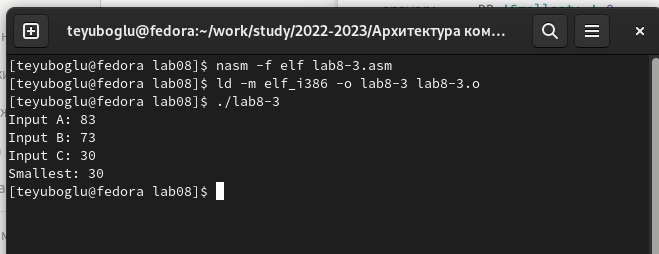 teyuboglu@fedora:~/work/study/2022-2023/Архитектура ком…
[teyuboglu@fedora lab08]$ nasm -f elf lab8-3.asm
[teyuboglu@fedora lab08]$ ld -m elf_i386 -o lab8-3 lab8-3.o
[teyuboglu@fedora lab08]$ ./lab8-3
Input A: 83
Input B: 73
Input C: 30
Smallest: 30
[teyuboglu@fedora lab08]$